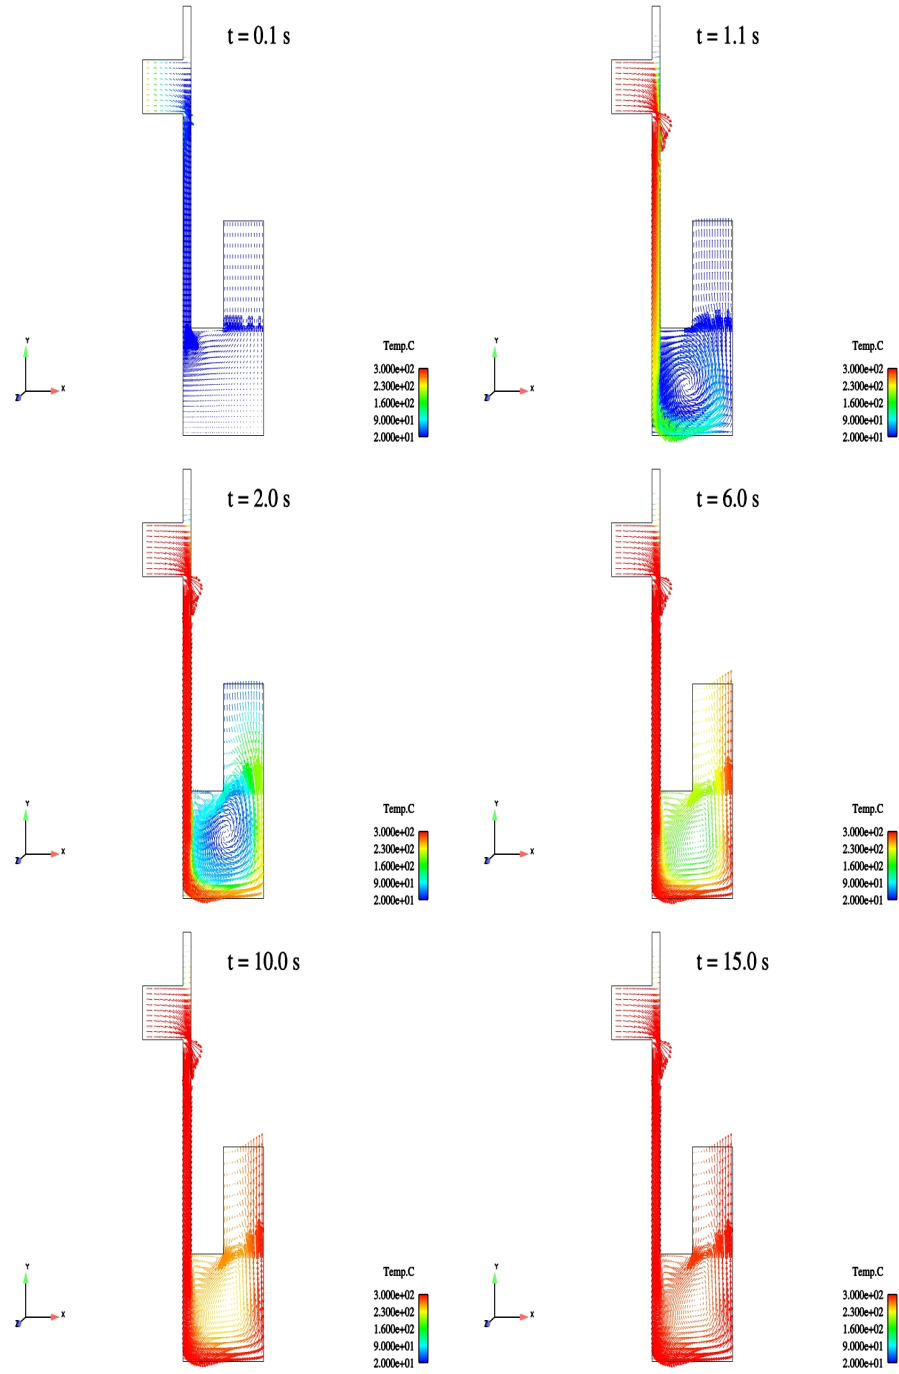 t = 0.1 s
Temp.C
3.000e+02
2.300e+02
1.600e+02
9.000e+01
2.000e+01
Y
X
Z
t = 1.1 s
Temp.C
3.000e+02
2.300e+02
1.600e+02
9.000e+01
2.000e+01
Y
X
Z
t = 2.0 s
Temp.C
3.000e+02
2.300e+02
1.600e+02
9.000e+01
2.000e+01
Y
X
Z
t = 6.0 s
Temp.C
3.000e+02
2.300e+02
1.600e+02
9.000e+01
2.000e+01
Y
X
Z
t = 10.0 s
Temp.C
3.000e+02
2.300e+02
1.600e+02
9.000e+01
2.000e+01
Y
X
Z
t = 15.0 s
Temp.C
3.000e+02
2.300e+02
1.600e+02
9.000e+01
2.000e+01
Y
X
Z